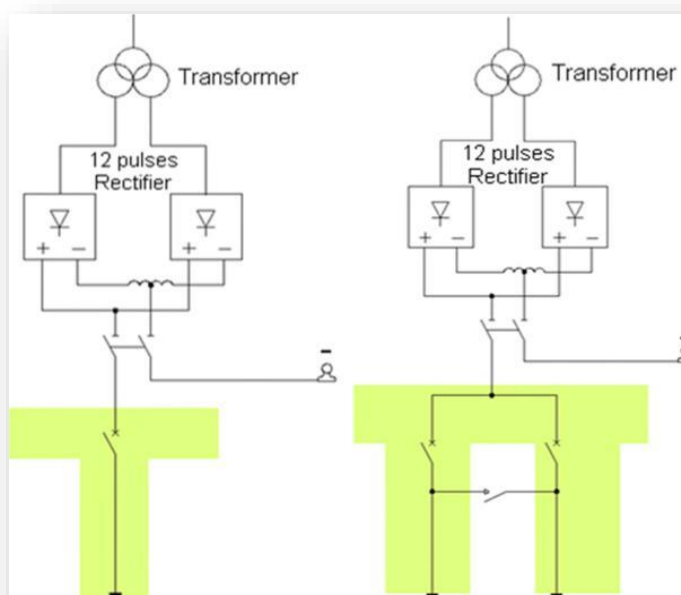 Transformer
12 pulses
Rectifier
+ −
+ −
-
Transformer
12 pulses
Rectifier
+ −
+ −